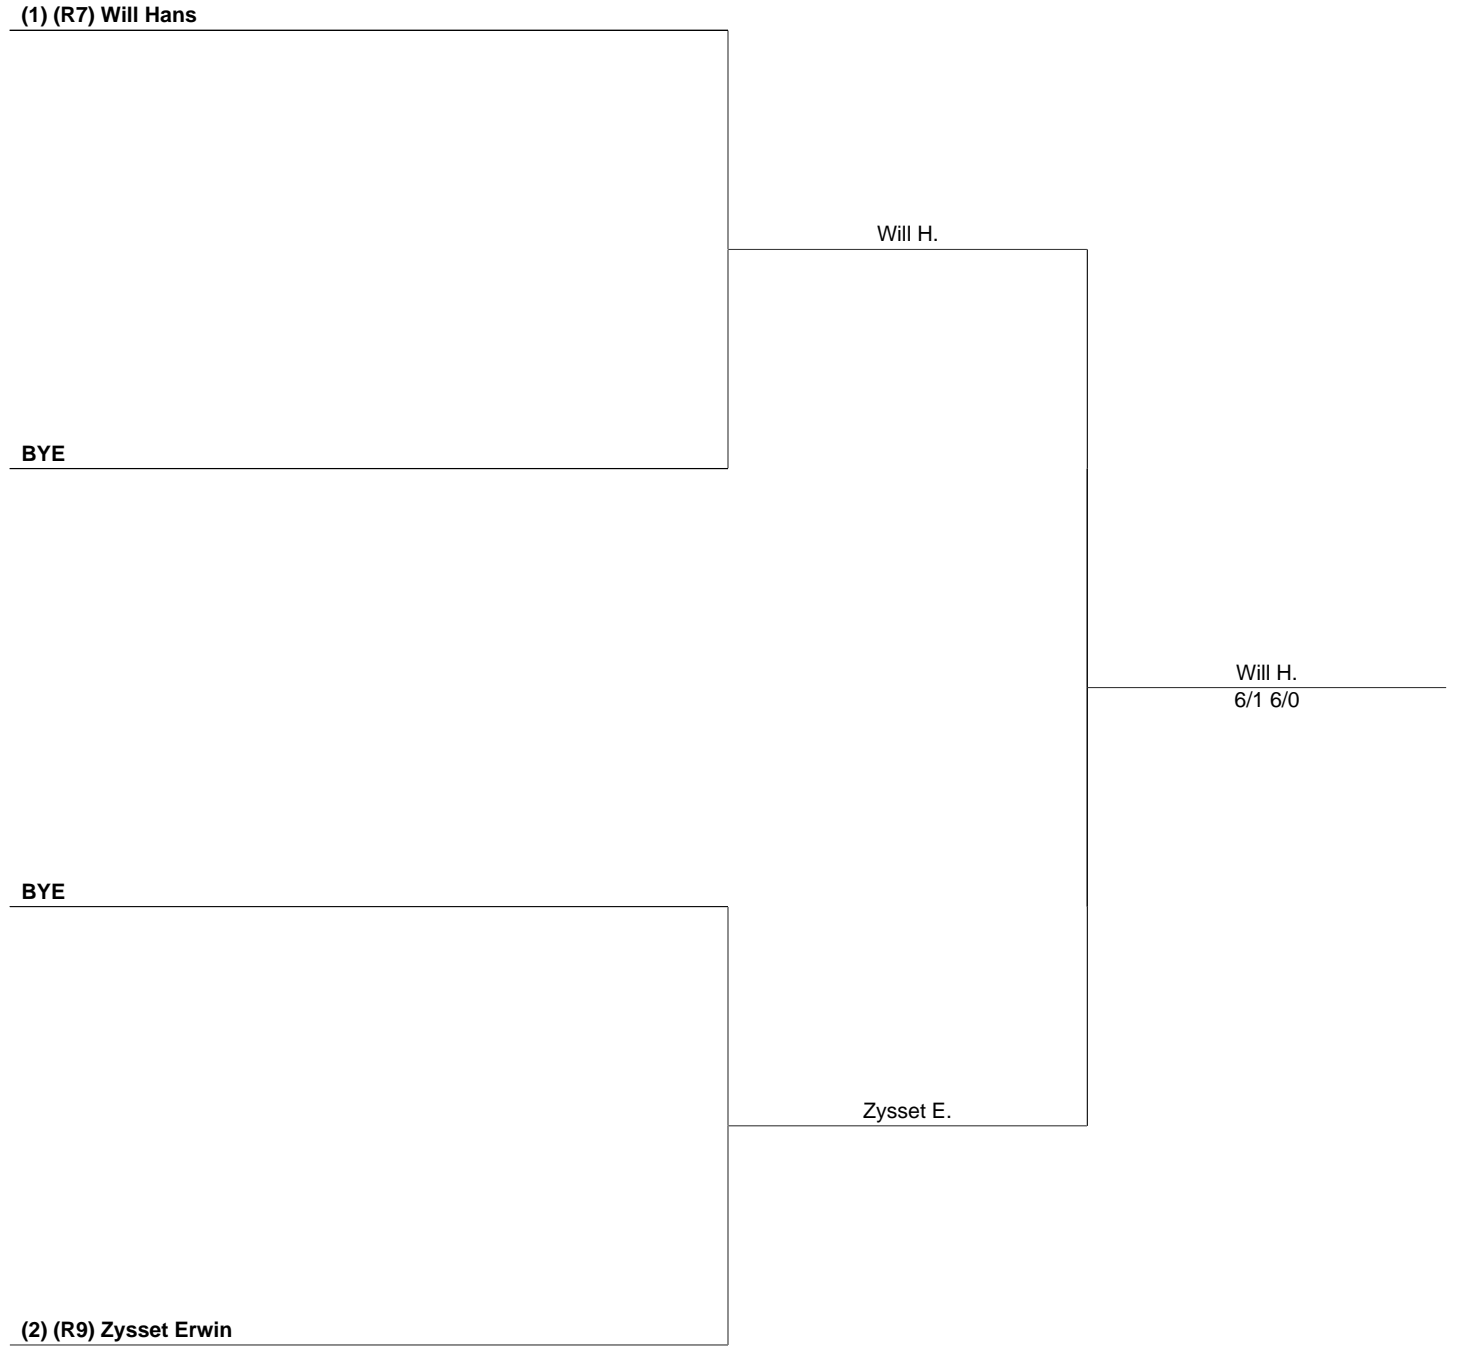 (1) (R7) Will Hans
Will H.
BYE
Will H.
6/1 6/0
BYE
Zysset E.
(2) (R9) Zysset Erwin